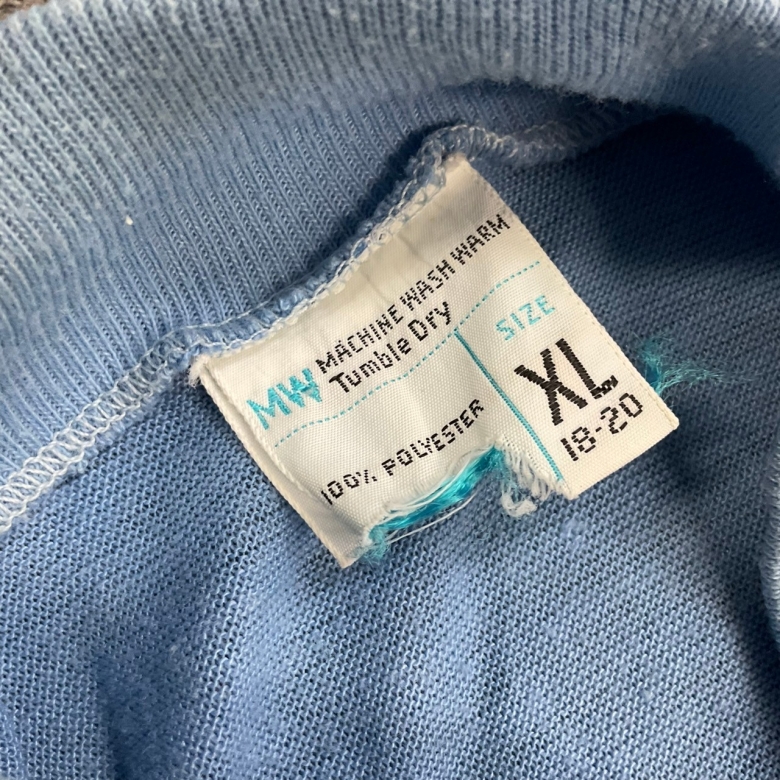 MW MACHINE WASH WARM
Tumble Dry
100% POLYESTER
SIZE
XL
18-20